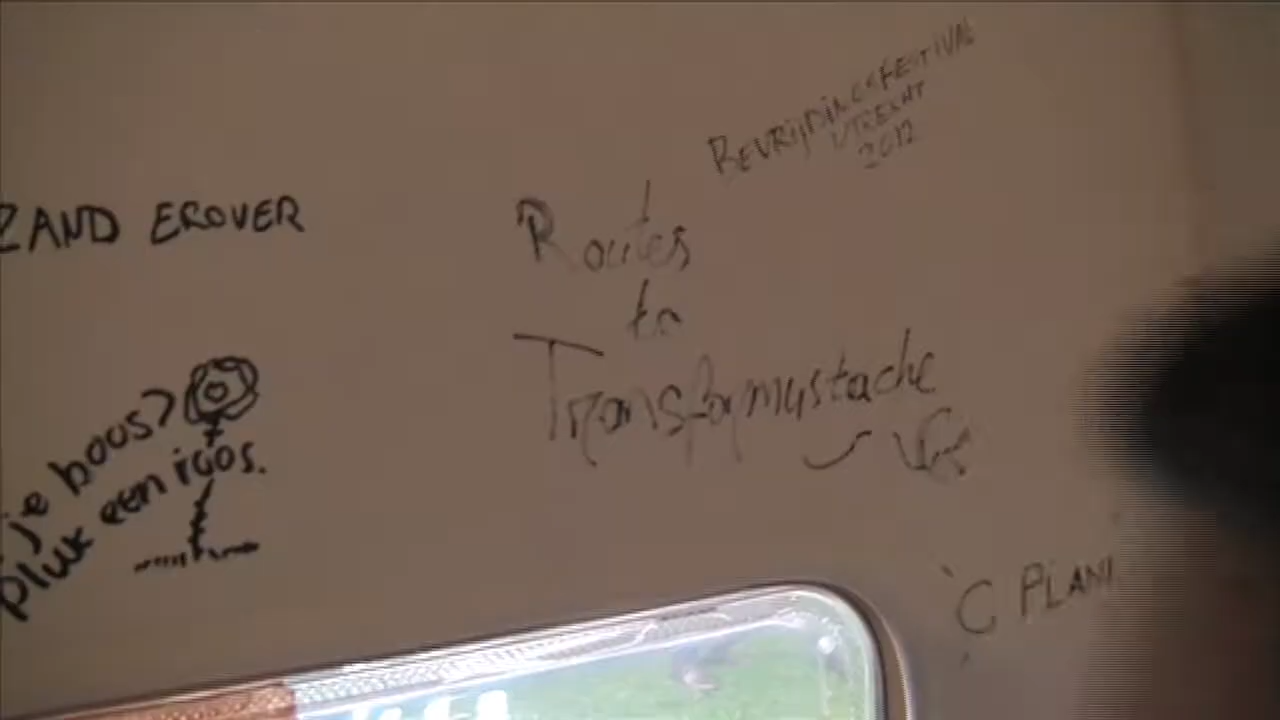 BEVRIJDINGSFESTIVAL
UTRECHT
2012
ZAND EROVER
Routes
to
Transformustache
je boos?
pluk een roos.
C PLAN